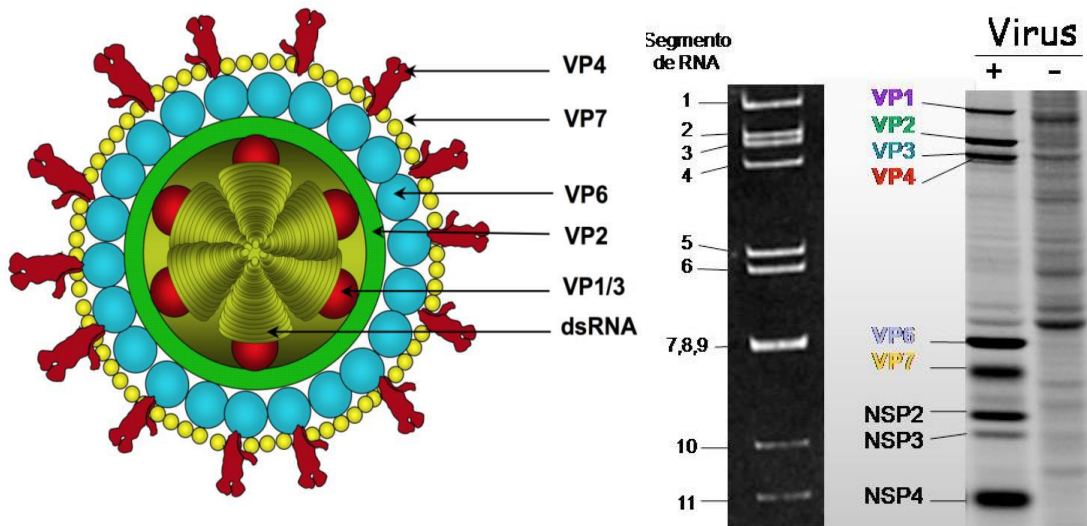 VP4
VP7
VP6
VP2
VP1/3
dsRNA
Segmento
de RNA
1
2
3
4
5
6
7,8,9
10
11
Virus
+ -
VP1
VP2
VP3
VP4
VP6
VP7
NSP2
NSP3
NSP4